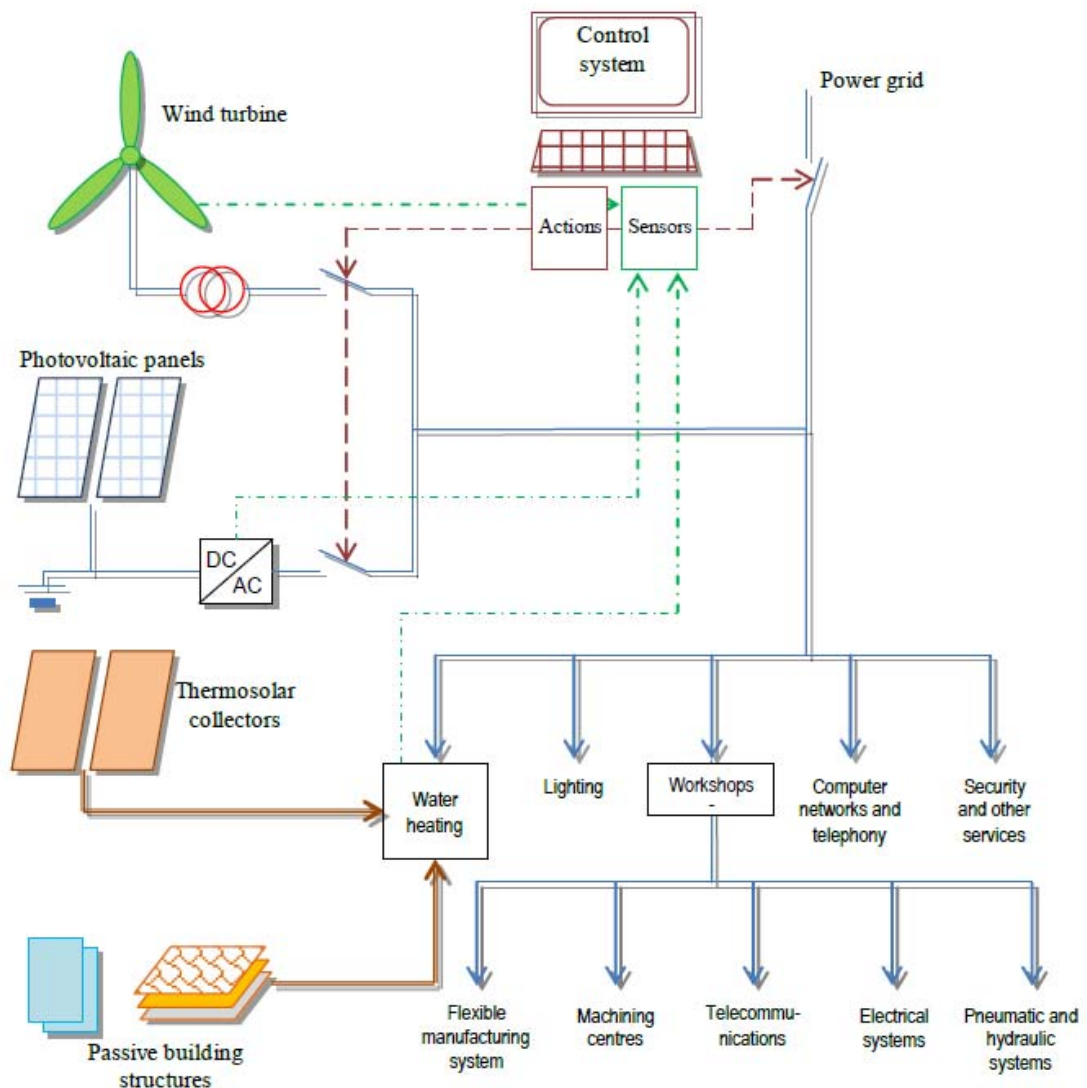 Control
system
Power grid
Wind turbine
Actions
Sensors
Photovoltaic panels
DC
AC
Thermosolar
collectors
Water
heating
Lighting
Workshops
-
Computer
networks and
telephony
Security
and other
services
Flexible
manufacturing
system
Machining
centres
Telecommu-
nications
Electrical
systems
Pneumatic and
hydraulic
systems
Passive building
structures